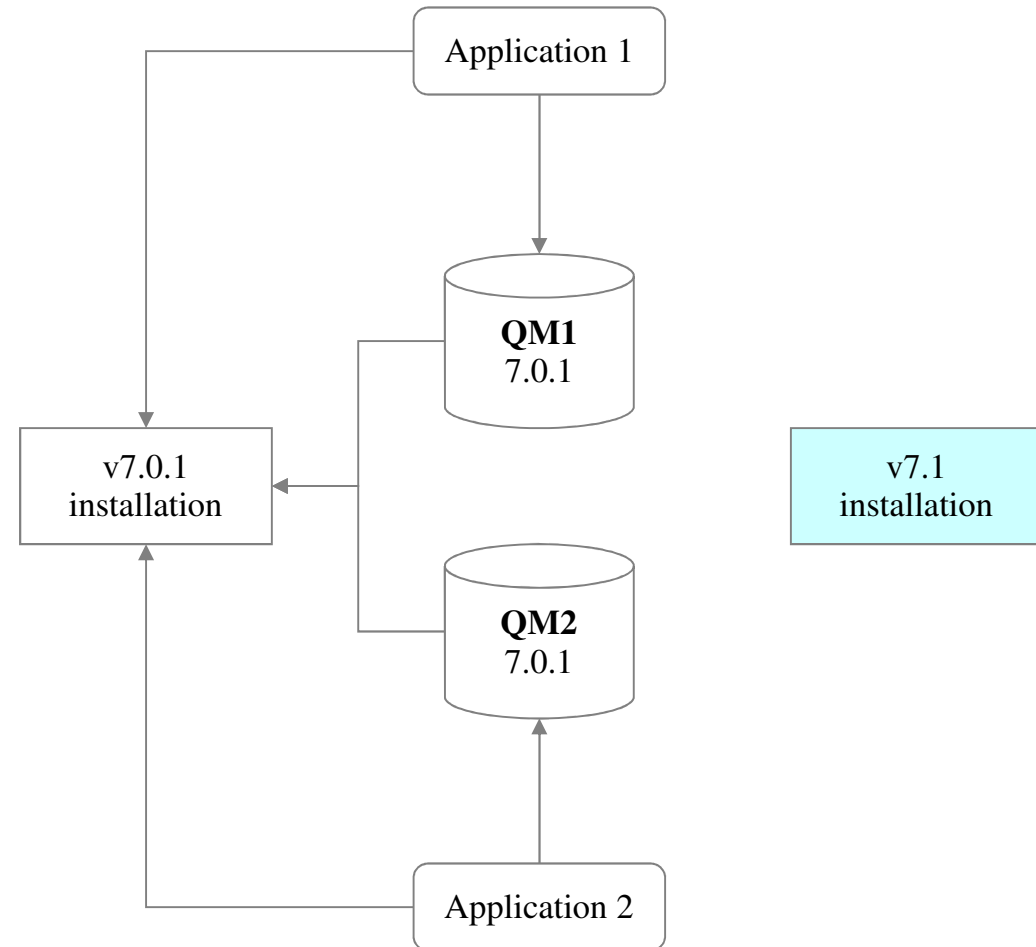 Application 1
QM1
7.0.1
v7.0.1
installation
v7.1
installation
QM2
7.0.1
Application 2